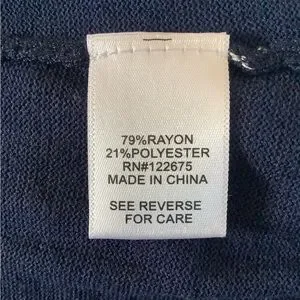 79%RAYON
21%POLYESTER
RN#122675
MADE IN CHINA
SEE REVERSE
FOR CARE